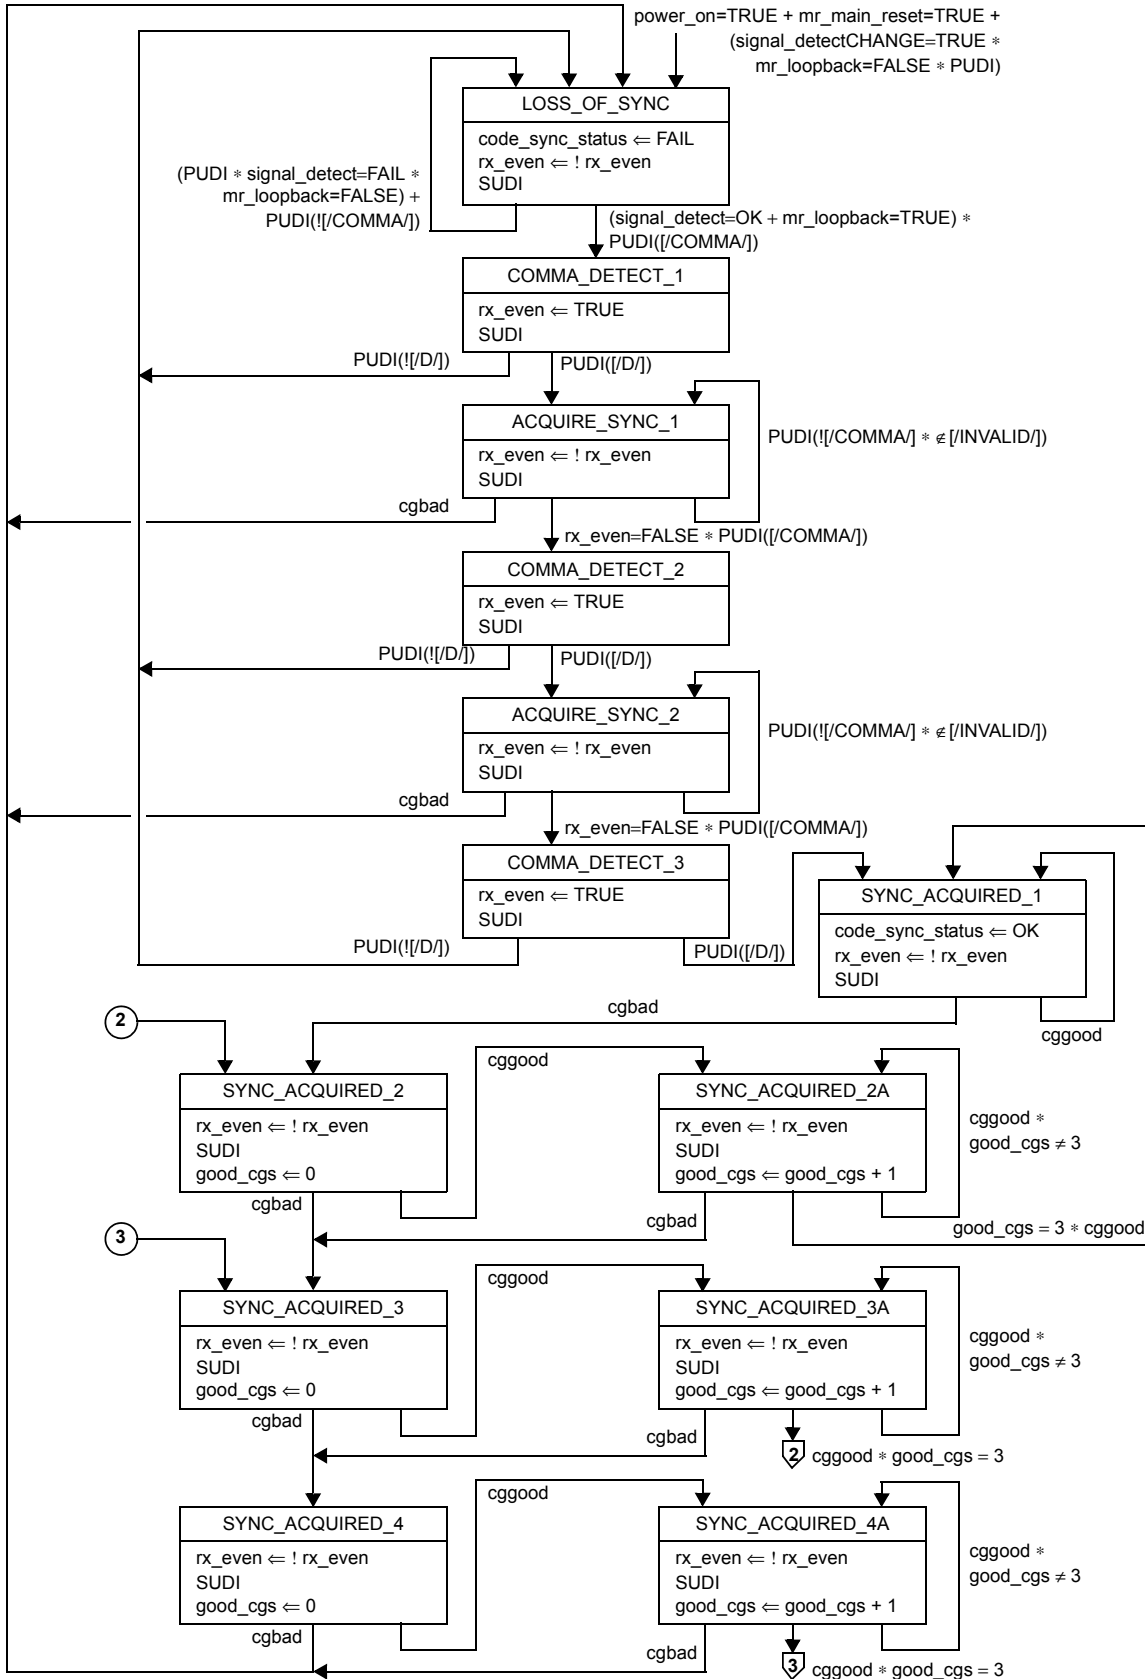 power_on=TRUE + mr_main_reset=TRUE +
(signal_detectCHANGE=TRUE ∗
mr_loopback=FALSE ∗ PUDI)
LOSS_OF_SYNC
code_sync_status ⇐ FAIL
rx_even ⇐ ! rx_even
SUDI
(PUDI ∗ signal_detect=FAIL ∗
mr_loopback=FALSE) +
PUDI(![/COMMA/])
(signal_detect=OK + mr_loopback=TRUE) ∗
PUDI([/COMMA/])
COMMA_DETECT_1
rx_even ⇐ TRUE
SUDI
PUDI(![/D/])
PUDI([/D/])
ACQUIRE_SYNC_1
rx_even ⇐ ! rx_even
SUDI
PUDI(![/COMMA/] ∗ ∉[/INVALID/])
cgbad
rx_even=FALSE ∗ PUDI([/COMMA/])
COMMA_DETECT_2
rx_even ⇐ TRUE
SUDI
PUDI(![/D/])
PUDI([/D/])
ACQUIRE_SYNC_2
rx_even ⇐ ! rx_even
SUDI
PUDI(![/COMMA/] ∗ ∉[/INVALID/])
cgbad
rx_even=FALSE ∗ PUDI([/COMMA/])
COMMA_DETECT_3
rx_even ⇐ TRUE
SUDI
PUDI(![/D/])
PUDI([/D/])
SYNC_ACQUIRED_1
code_sync_status ⇐ OK
rx_even ⇐ ! rx_even
SUDI
cgbad
cggood
2
SYNC_ACQUIRED_2
rx_even ⇐ ! rx_even
SUDI
good_cgs ⇐ 0
cggood
SYNC_ACQUIRED_2A
rx_even ⇐ ! rx_even
SUDI
good_cgs ⇐ good_cgs + 1
cggood ∗
good_cgs ≠ 3
cgbad
cgbad
good_cgs = 3 ∗ cggood
3
SYNC_ACQUIRED_3
rx_even ⇐ ! rx_even
SUDI
good_cgs ⇐ 0
cggood
SYNC_ACQUIRED_3A
rx_even ⇐ ! rx_even
SUDI
good_cgs ⇐ good_cgs + 1
cggood ∗
good_cgs ≠ 3
cgbad
cgbad
2 cggood ∗ good_cgs = 3
SYNC_ACQUIRED_4
rx_even ⇐ ! rx_even
SUDI
good_cgs ⇐ 0
cggood
SYNC_ACQUIRED_4A
rx_even ⇐ ! rx_even
SUDI
good_cgs ⇐ good_cgs + 1
cggood ∗
good_cgs ≠ 3
cgbad
cgbad
3 cggood ∗ good_cgs = 3